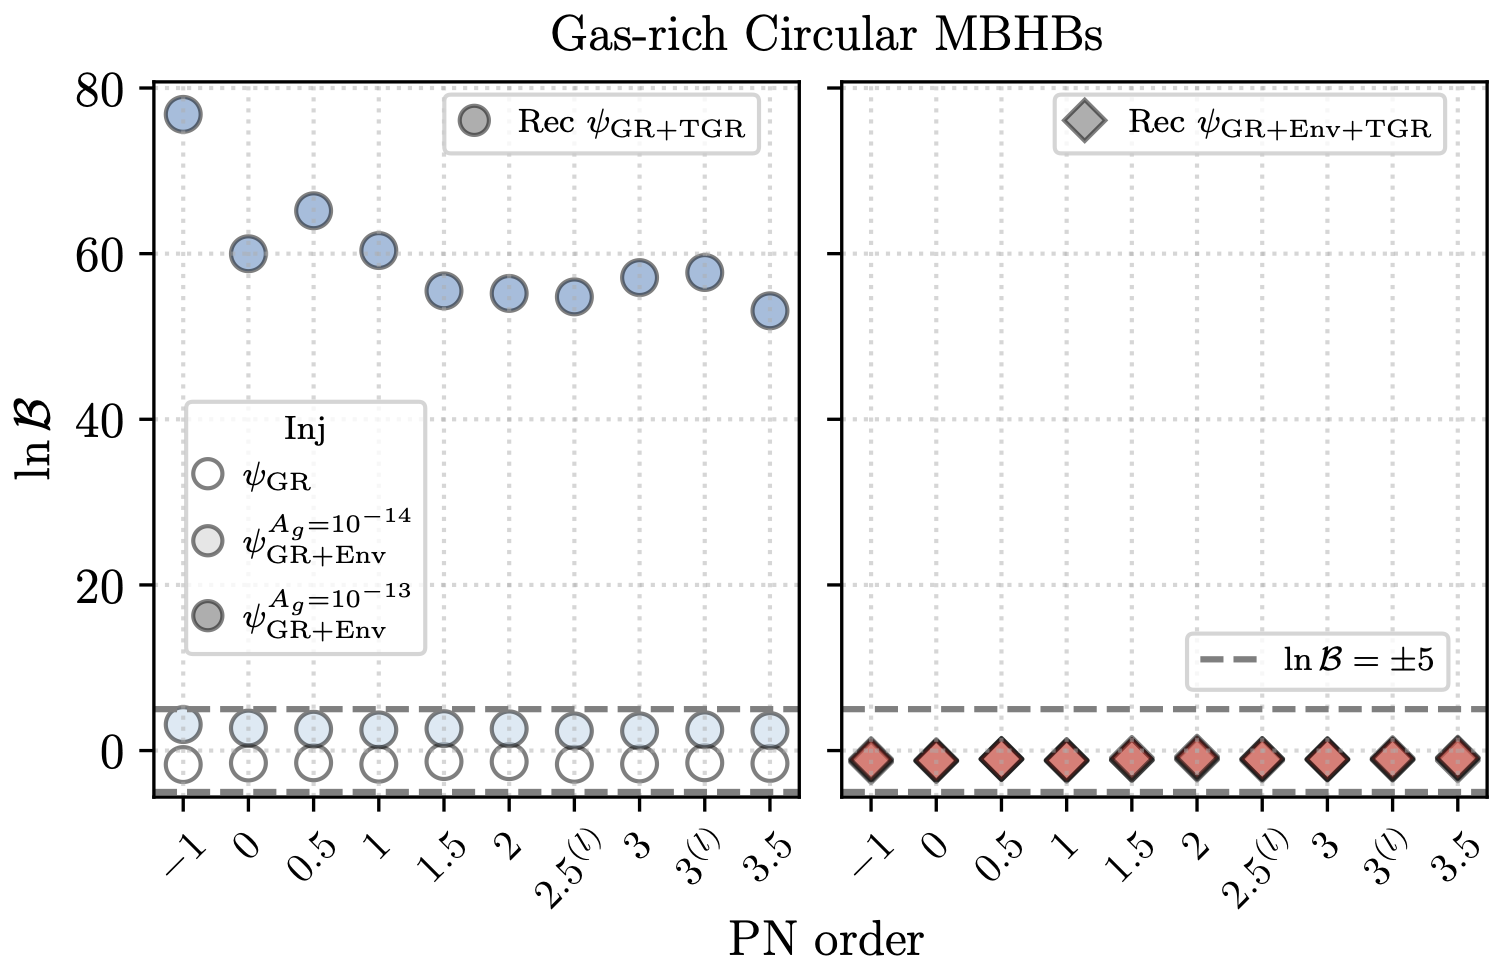 Gas-rich Circular MBHBs
80
60
40
20
0
ln ℬ
Rec ψ_GR+TGR
Inj
ψ_GR
ψ_GR+Env^A_g=10^−14
ψ_GR+Env^A_g=10^−13
Rec ψ_GR+Env+TGR
ln ℬ = ±5
−1 0 0.5 1 1.5 2 2.5^(l) 3 3^(l) 3.5
−1 0 0.5 1 1.5 2 2.5^(l) 3 3^(l) 3.5
PN order